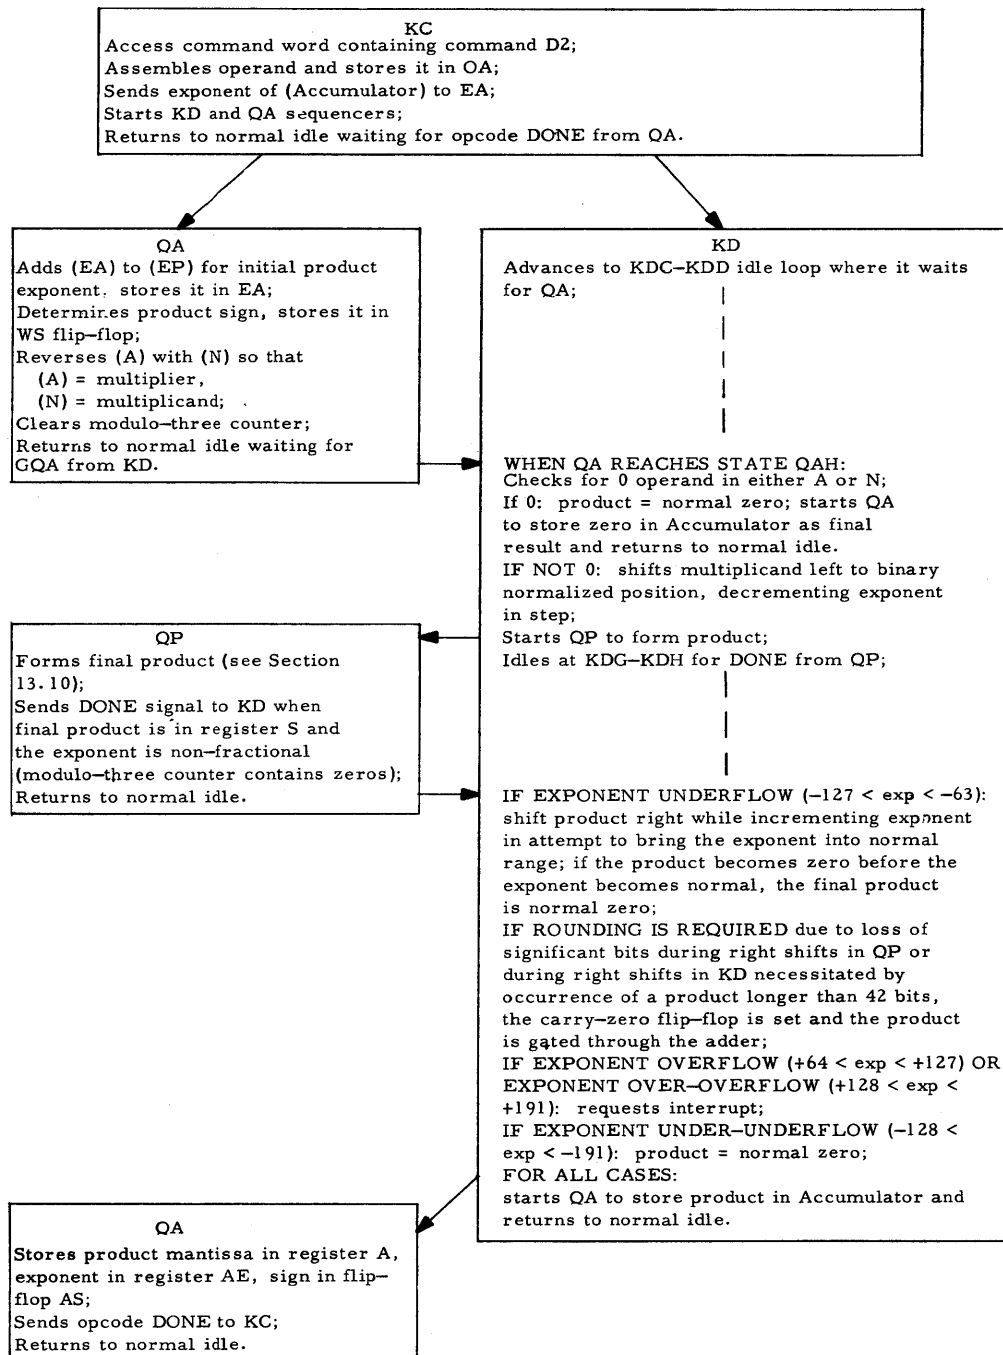 KC
Access command word containing command D2;
Assembles operand and stores it in OA;
Sends exponent of (Accumulator) to EA;
Starts KD and QA sequencers;
Returns to normal idle waiting for opcode DONE from QA.
QA
Adds (EA) to (EP) for initial product
exponent, stores it in EA;
Determines product sign, stores it in
WS flip-flop;
Reverses (A) with (N) so that
(A) = multiplier,
(N) = multiplicand;
Clears modulo-three counter;
Returns to normal idle waiting for
GQA from KD.
KD
Advances to KDC-KDD idle loop where it waits
for QA;
WHEN QA REACHES STATE QAH:
Checks for 0 operand in either A or N;
If 0: product = normal zero; starts QA
to store zero in Accumulator as final
result and returns to normal idle.
IF NOT 0: shifts multiplicand left to binary
normalized position, decrementing exponent
in step;
Starts QP to form product;
Idles at KDG-KDH for DONE from QP;
QP
Forms final product (see Section
13.10);
Sends DONE signal to KD when
final product is in register S and
the exponent is non-fractional
(modulo-three counter contains zeros);
Returns to normal idle.
IF EXPONENT UNDERFLOW (-127 < exp < -63):
shift product right while incrementing exponent
in attempt to bring the exponent into normal
range; if the product becomes zero before the
exponent becomes normal, the final product
is normal zero;
IF ROUNDING IS REQUIRED due to loss of
significant bits during right shifts in QP or
during right shifts in KD necessitated by
occurrence of a product longer than 42 bits,
the carry-zero flip-flop is set and the product
is gated through the adder;
IF EXPONENT OVERFLOW (+64 < exp < +127) OR
EXPONENT OVER-OVERFLOW (+128 < exp <
+191): requests interrupt;
IF EXPONENT UNDER-UNDERFLOW (-128 <
exp < -191): product = normal zero;
FOR ALL CASES:
starts QA to store product in Accumulator and
returns to normal idle.
QA
Stores product mantissa in register A,
exponent in register AE, sign in flip-
flop AS;
Sends opcode DONE to KC;
Returns to normal idle.